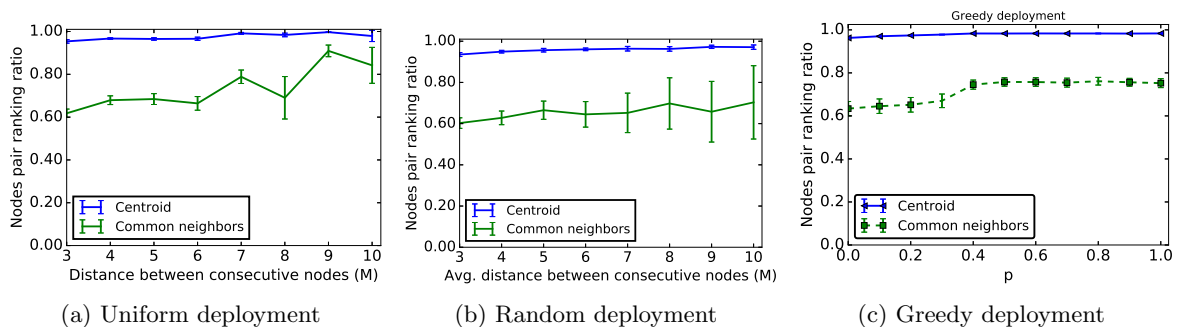 Nodes pair ranking ratio
1.00
0.80
0.60
0.40
0.20
0.00
Centroid
Common neighbors
3 4 5 6 7 8 9 10
Distance between consecutive nodes (M)
(a) Uniform deployment
Nodes pair ranking ratio
1.00
0.80
0.60
0.40
0.20
0.00
Centroid
Common neighbors
3 4 5 6 7 8 9 10
Avg. distance between consecutive nodes (M)
(b) Random deployment
Greedy deployment
Nodes pair ranking ratio
1.0
0.8
0.6
0.4
0.2
0.0
Centroid
Common neighbors
0.0 0.2 0.4 0.6 0.8 1.0
p
(c) Greedy deployment